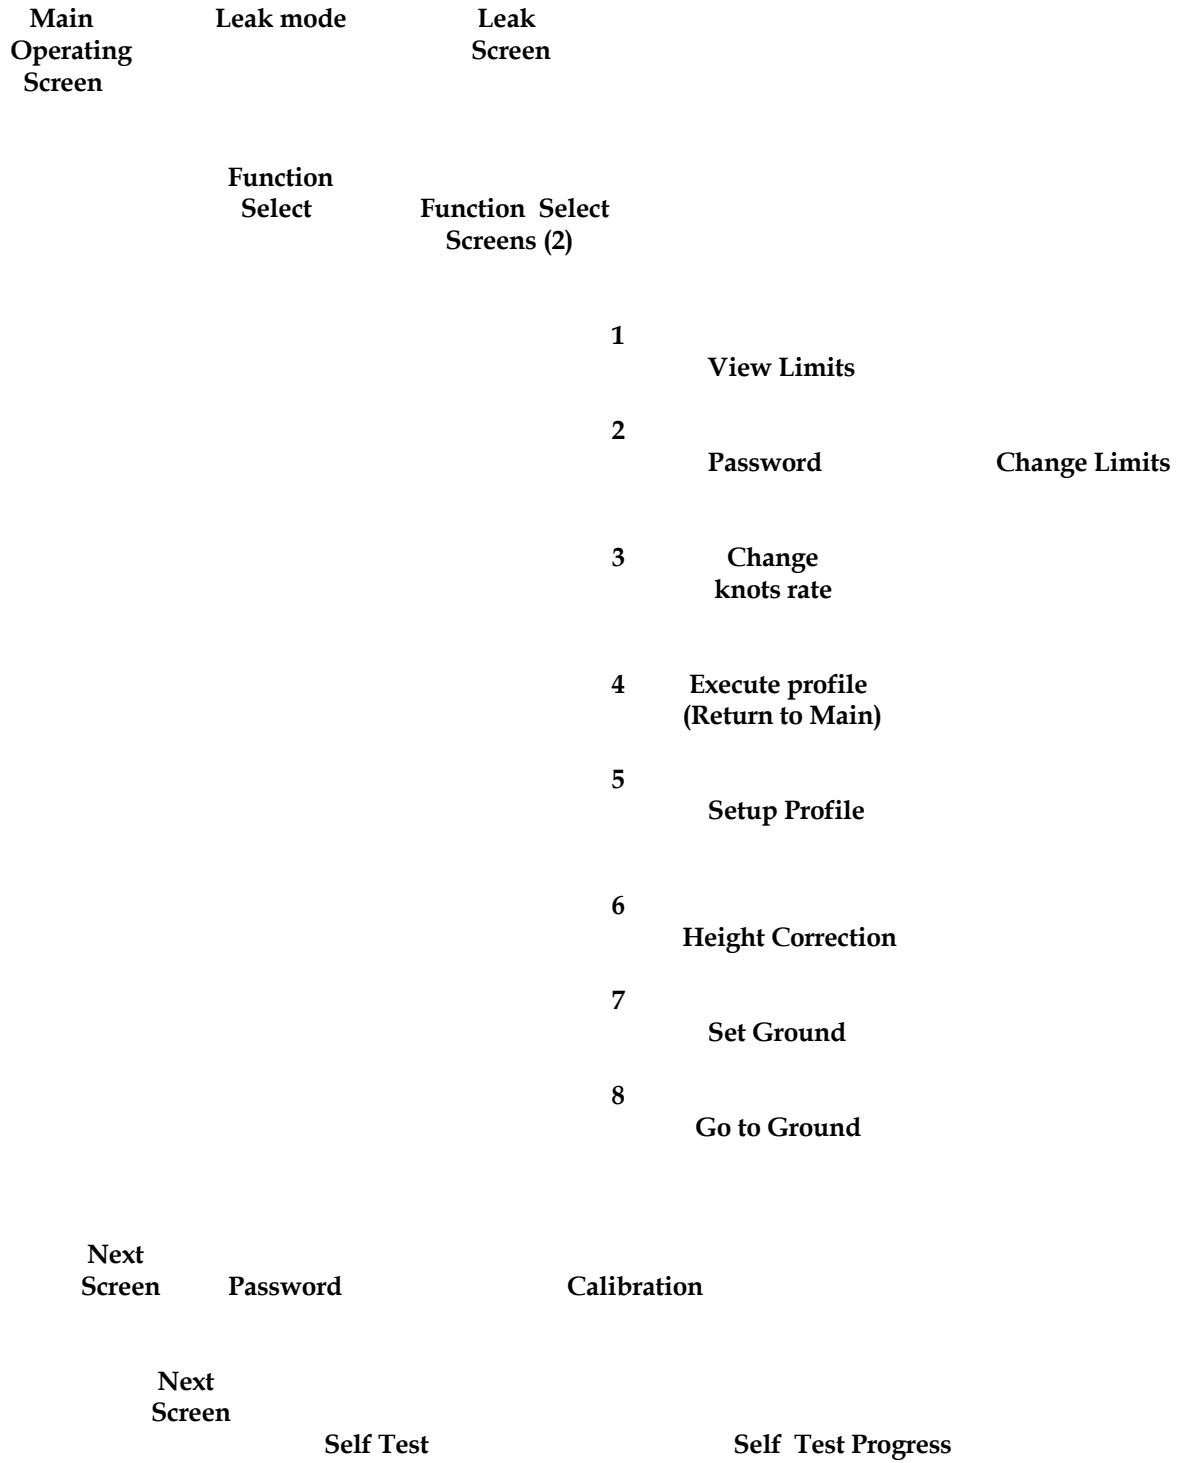 Main Leak mode Leak
Operating Screen
Screen
Function
Select Function Select
Screens (2)
1
View Limits
2
Password Change Limits
3 Change
knots rate
4 Execute profile
(Return to Main)
5
Setup Profile
6
Height Correction
7
Set Ground
8
Go to Ground
Next
Screen Password Calibration
Next
Screen
Self Test Self Test Progress